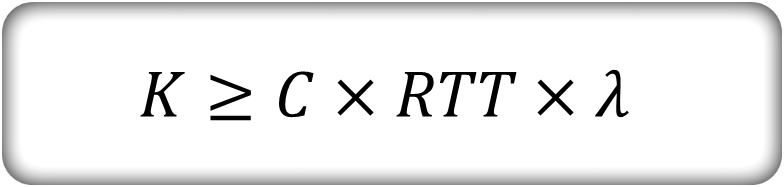 K ≥ C × RTT × λ